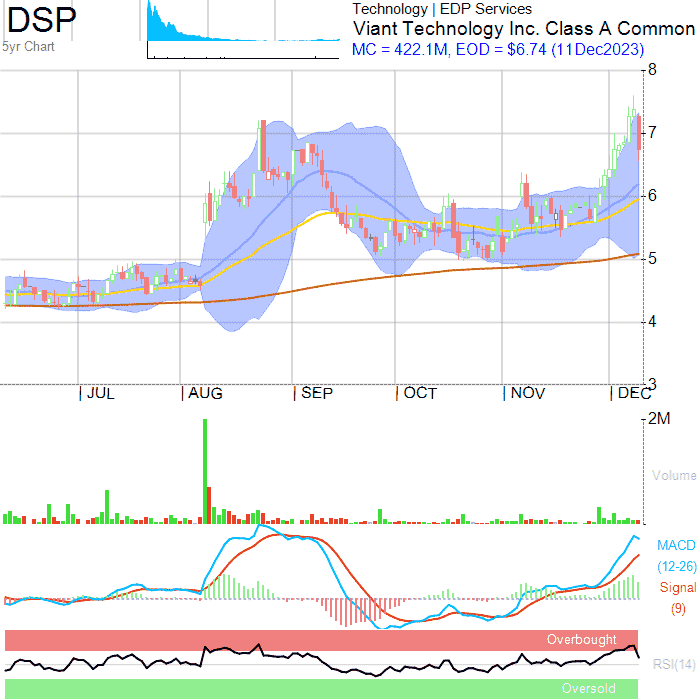 DSP
5yr Chart
Technology | EDP Services
Viant Technology Inc. Class A Common
MC = 422.1M, EOD = $6.74 (11Dec2023)
8
7
6
5
4
3
JUL AUG SEP OCT NOV DEC
2M
Volume
MACD
(12-26)
Signal
(9)
Overbought
RSI(14)
Oversold